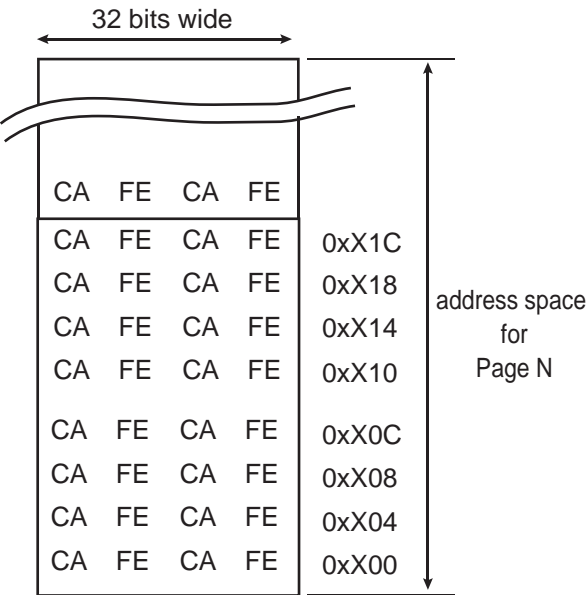 32 bits wide
CA FE CA FE
CA FE CA FE 0xX1C
CA FE CA FE 0xX18
CA FE CA FE 0xX14
CA FE CA FE 0xX10
CA FE CA FE 0xX0C
CA FE CA FE 0xX08
CA FE CA FE 0xX04
CA FE CA FE 0xX00
address space
for
Page N